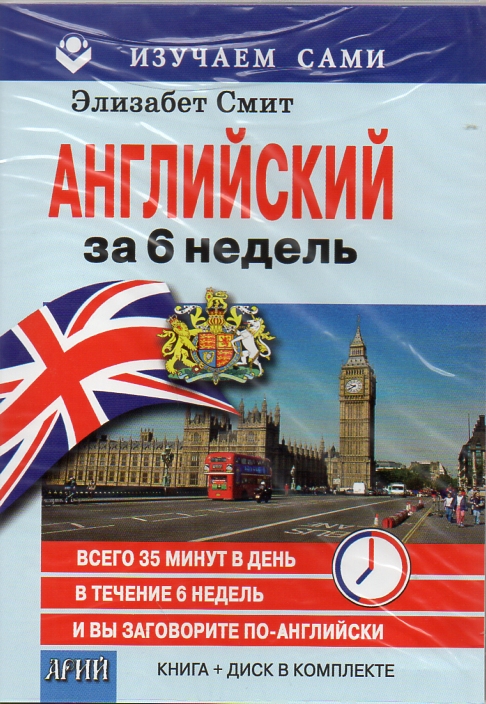 ИЗУЧАЕМ САМИ
Элизабет Смит
АНГЛИЙСКИЙ
за 6 недель
ВСЕГО 35 МИНУТ В ДЕНЬ
В ТЕЧЕНИЕ 6 НЕДЕЛЬ
И ВЫ ЗАГОВОРИТЕ ПО-АНГЛИЙСКИ
АРИЙ
КНИГА + ДИСК В КОМПЛЕКТЕ